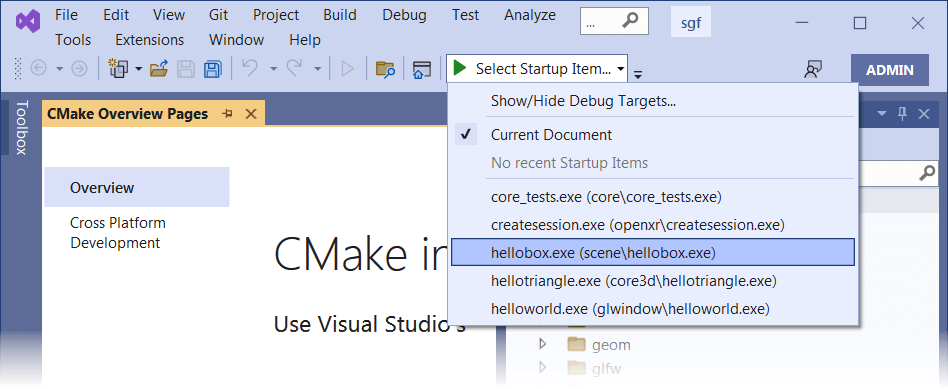 File Edit View Git Project Build Debug Test Analyze
... sgf
Tools Extensions Window Help
Select Startup Item...
ADMIN
Toolbox
CMake Overview Pages
Show/Hide Debug Targets...
Current Document
No recent Startup Items
Overview
core_tests.exe (core\core_tests.exe)
Cross Platform
Development
createsession.exe (openxr\createsession.exe)
CMake in
hellobox.exe (scene\hellobox.exe)
hellotriangle.exe (core3d\hellotriangle.exe)
helloworld.exe (glwindow\helloworld.exe)
Use Visual Studio's
geom
glfw